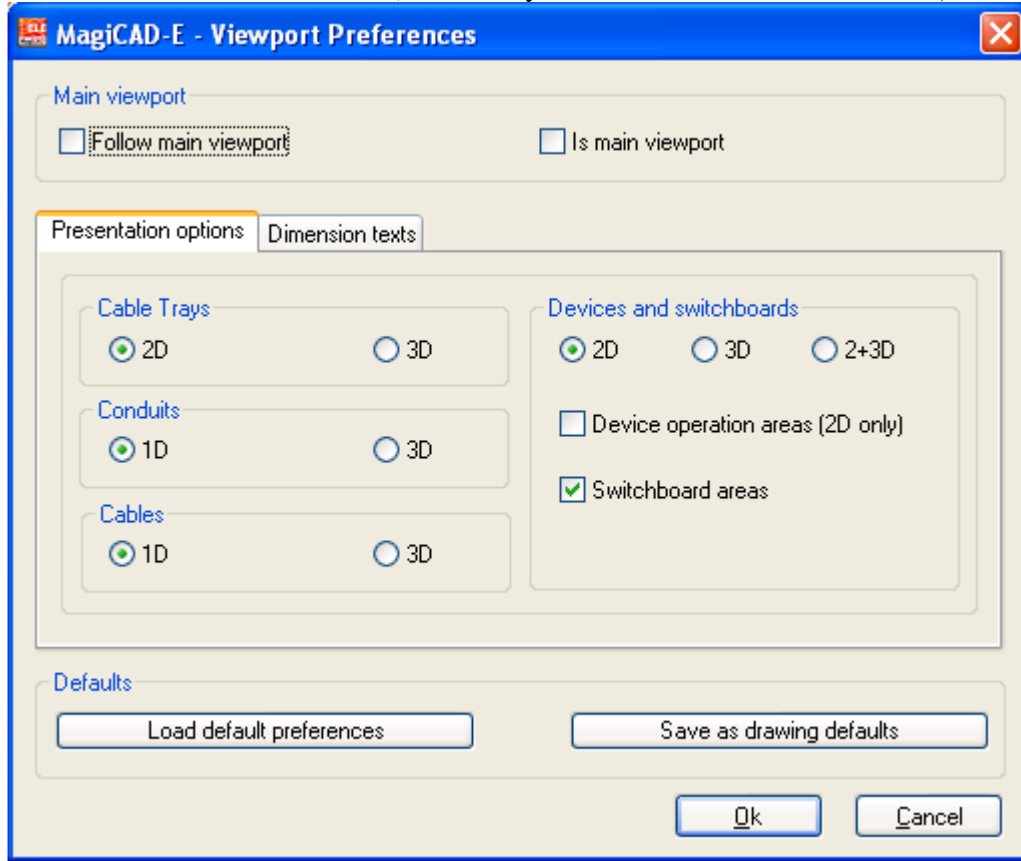 MagiCAD-E - Viewport Preferences
Main viewport
Follow main viewport Is main viewport
Presentation options Dimension texts
Cable Trays Devices and switchboards
2D 3D 2D 3D 2+3D
Conduits Device operation areas (2D only)
1D 3D
Switchboard areas
Cables
1D 3D
Defaults
Load default preferences Save as drawing defaults
Ok Cancel